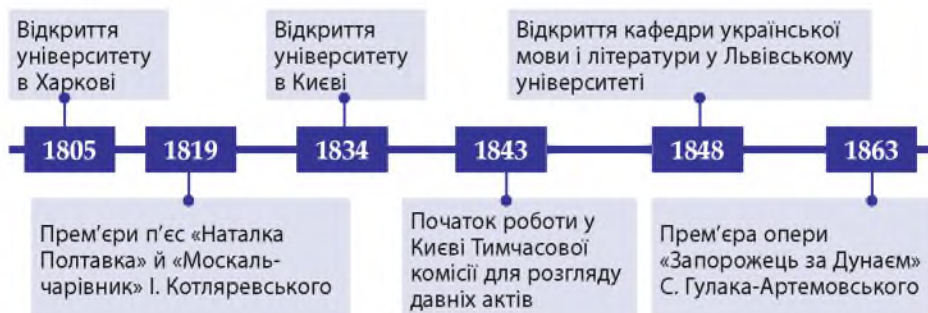 Відкриття
університету
в Харкові
Відкриття
університету
в Києві
Відкриття кафедри української
мови і літератури у Львівському
університеті
1805
1819
1834
1843
1848
1863
Прем'єри п'єс «Наталка
Полтавка» й «Москаль-
чарівник» І. Котляревського
Початок роботи у
Києві Тимчасової
комісії для розгляду
давніх актів
Прем'єра опери
«Запорожець за Дунаєм»
С. Гулака-Артемовського